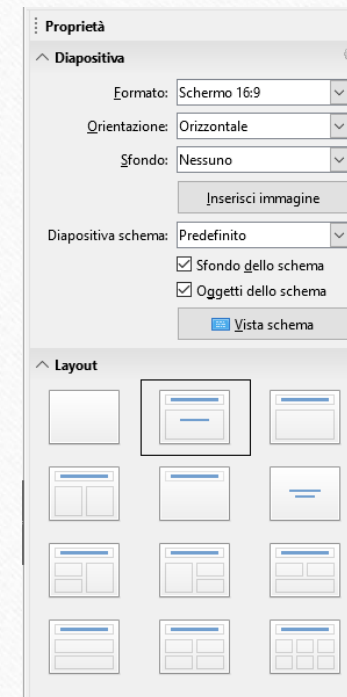 Proprietà
Diapositiva
Formato: Schermo 16:9
Orientazione: Orizzontale
Sfondo: Nessuno
Inserisci immagine
Diapositiva schema: Predefinito
Sfondo dello schema
Oggetti dello schema
Vista schema
Layout